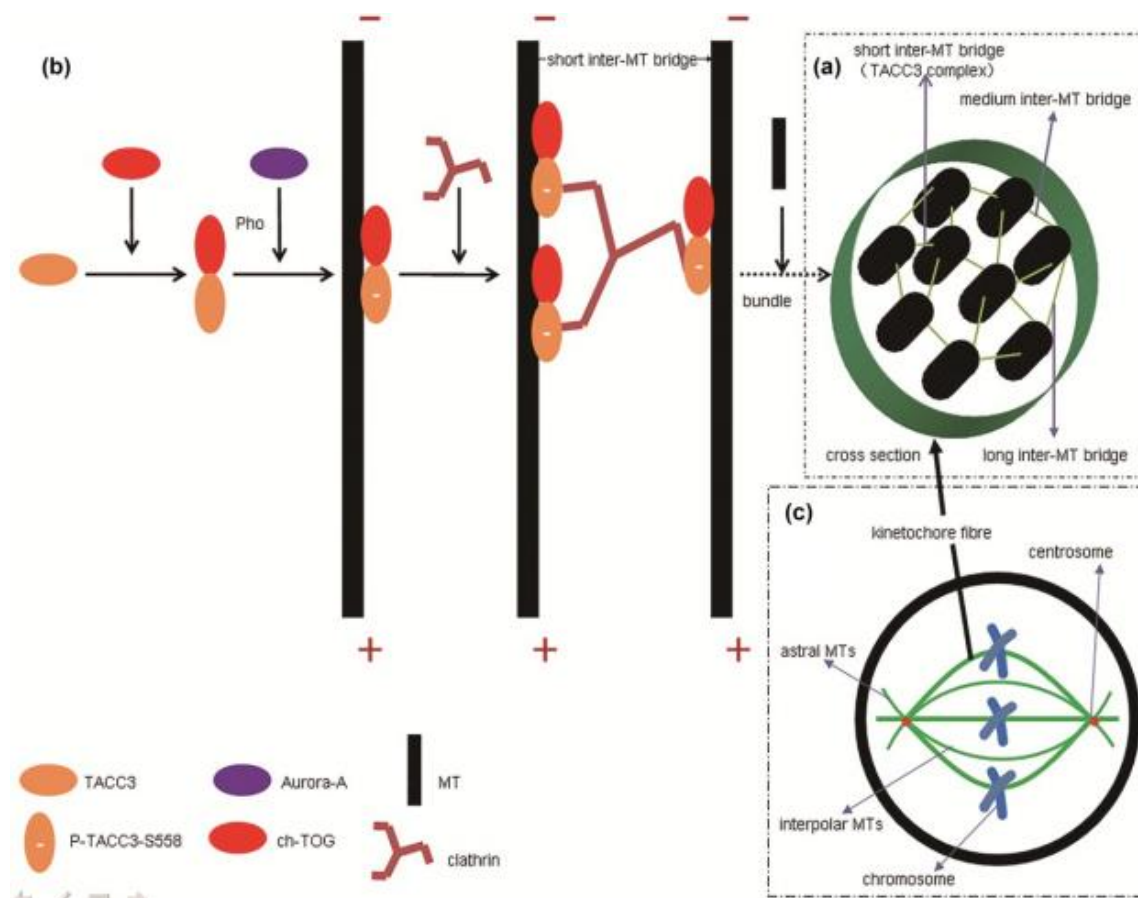 (b)
−
−
−
short inter-MT bridge
Pho
-
-
-
-
bundle
+
+
+
(a)
short inter-MT bridge
（TACC3 complex）
medium inter-MT bridge
cross section
long inter-MT bridge
(c)
kinetochore fibre
centrosome
astral MTs
interpolar MTs
chromosome
TACC3
Aurora-A
MT
-
P-TACC3-S558
ch-TOG
clathrin